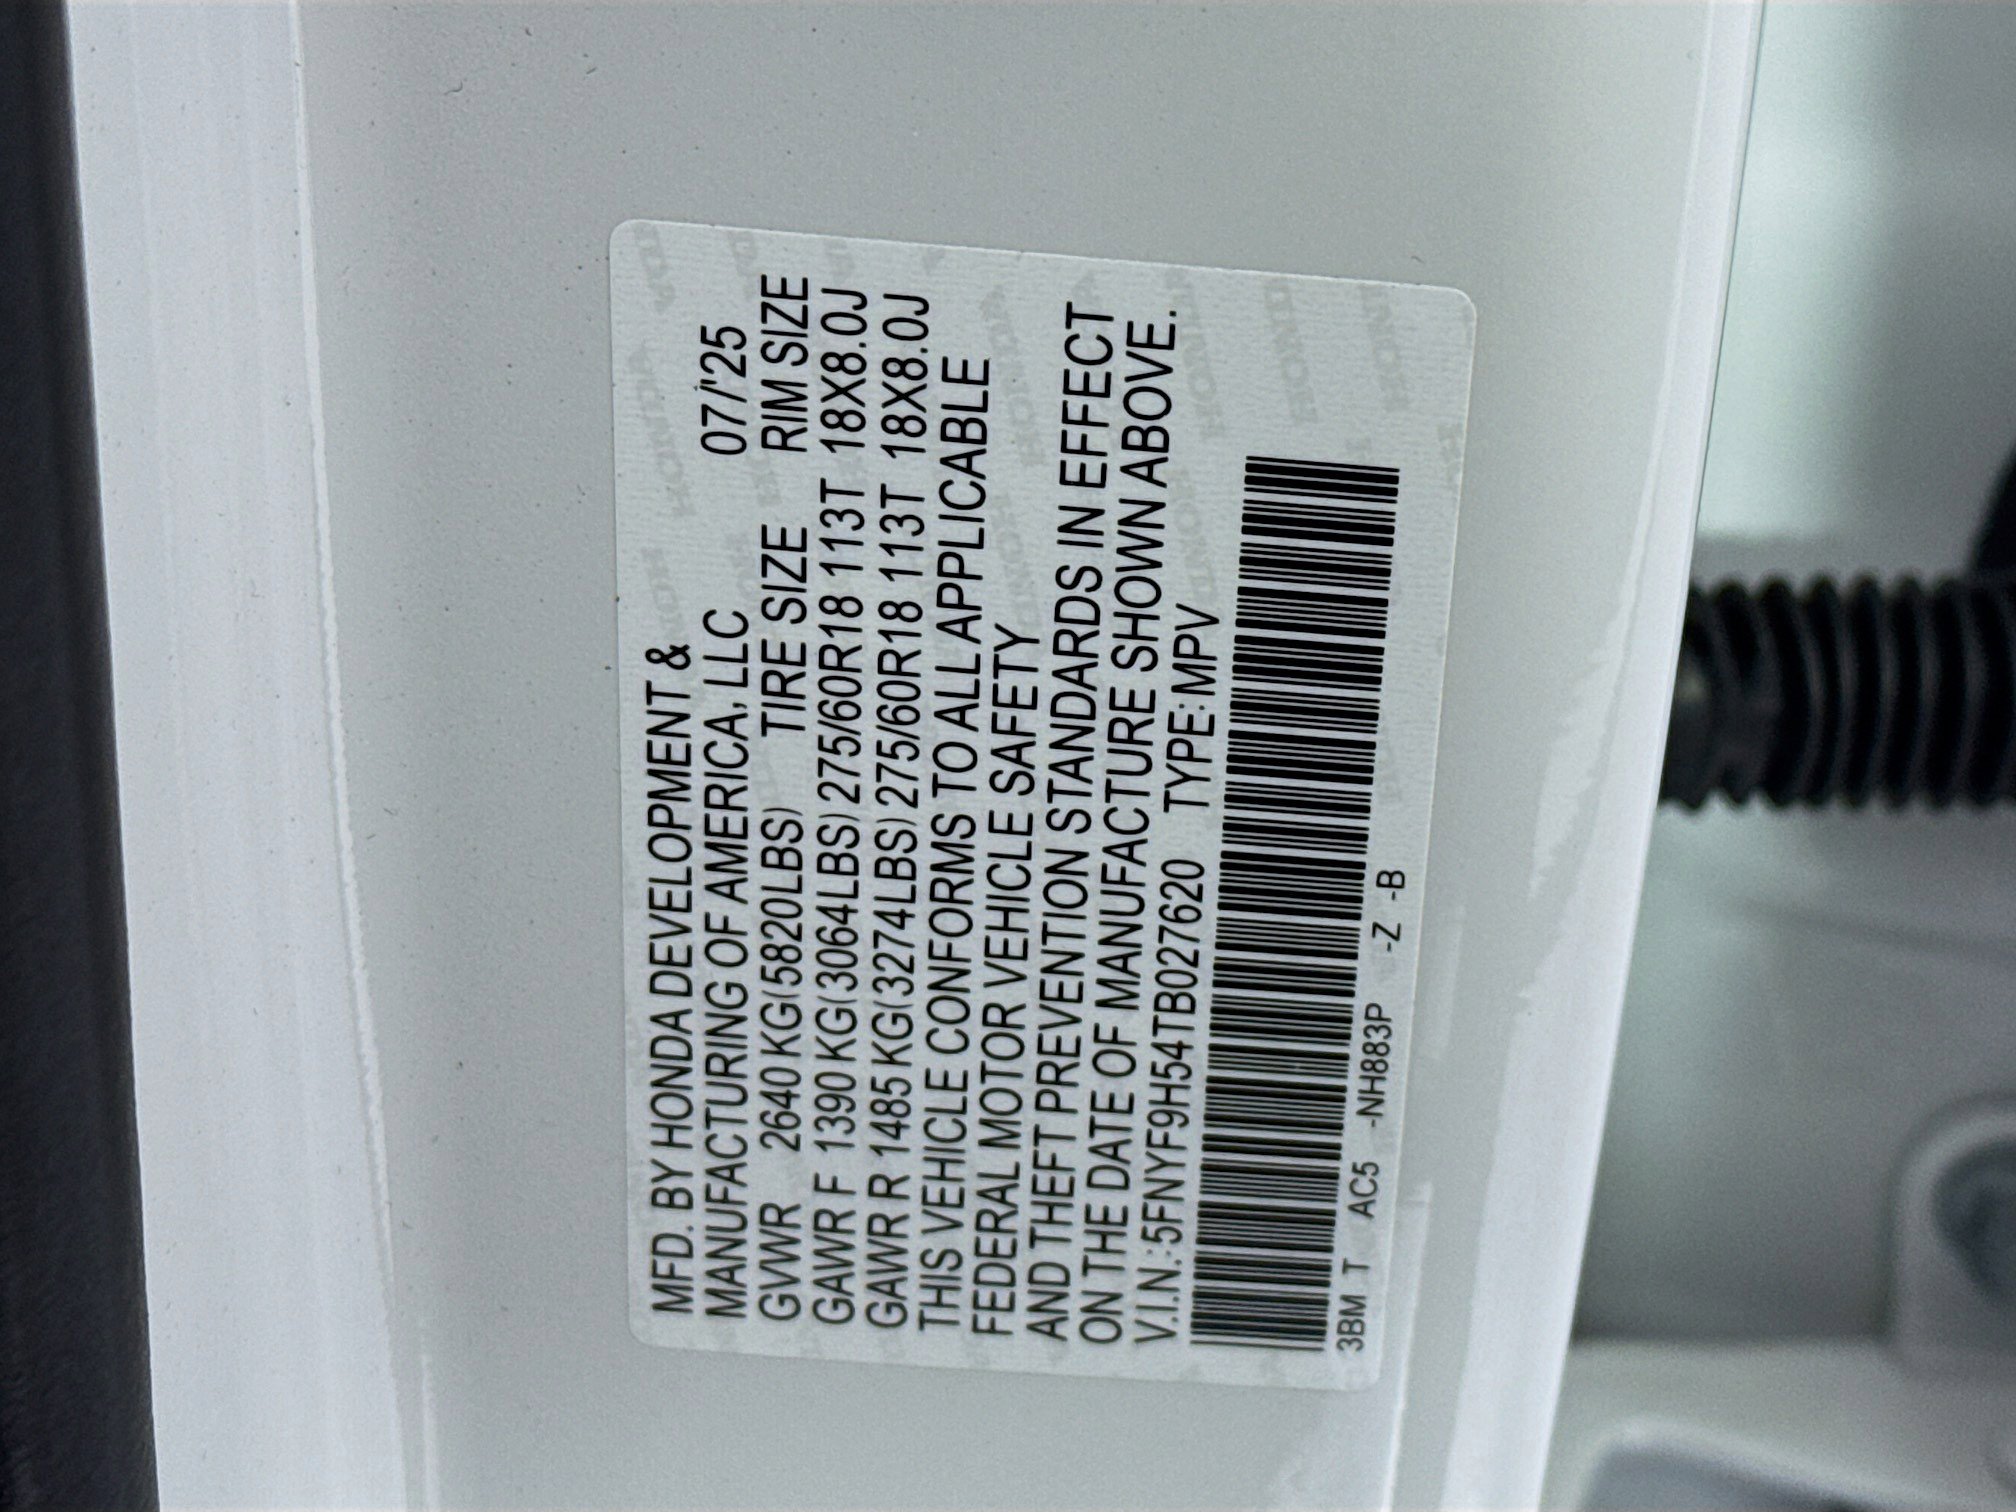 MFD. BY HONDA DEVELOPMENT &
MANUFACTURING OF AMERICA, LLC 07/'25
GVWR 2640 KG(5820LBS) TIRE SIZE RIM SIZE
GAWR F 1390 KG(3064LBS) 275/60R18 113T 18X8.0J
GAWR R 1485 KG(3274LBS) 275/60R18 113T 18X8.0J
THIS VEHICLE CONFORMS TO ALL APPLICABLE
FEDERAL MOTOR VEHICLE SAFETY
AND THEFT PREVENTION STANDARDS IN EFFECT
ON THE DATE OF MANUFACTURE SHOWN ABOVE.
V.I.N.:5FNYF9H54TB027620 TYPE:MPV
3BM T AC5 -NH883P -Z -B